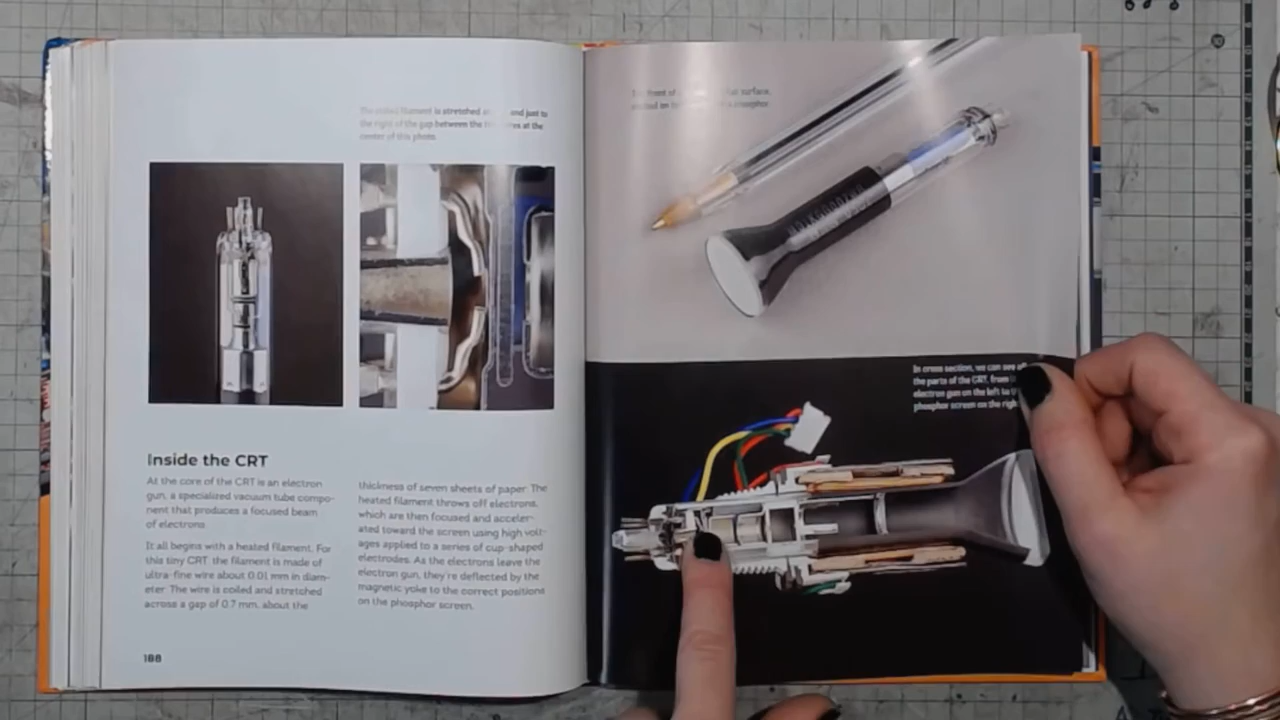 The coiled filament is stretched and just to
the right of the gap between the at the
center of this photo.
Inside the CRT
At the core of the CRT is an electron
gun, a specialized vacuum tube compo-
nent that produces a focused beam
of electrons.
It all begins with a heated filament. For
this tiny CRT, the filament is made of
ultra-fine wire about 0.01 mm in diam-
eter. The wire is coiled and stretched
across a gap of 0.7 mm, about the
thickness of seven sheets of paper. The
heated filament throws off electrons,
which are then focused and acceler-
ated toward the screen using high volt-
ages applied to a series of cup-shaped
electrodes. As the electrons leave the
electron gun, they're deflected by the
magnetic yoke to the correct positions
on the phosphor screen.
188
front of surface,
In cross section, we can see
the parts of the CRT, from
electron gun on the left to
phosphor screen on the right.